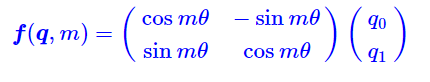 f(q, m) = ( cos mθ − sin mθ ) ( q₀ )
( sin mθ cos mθ ) ( q₁ )